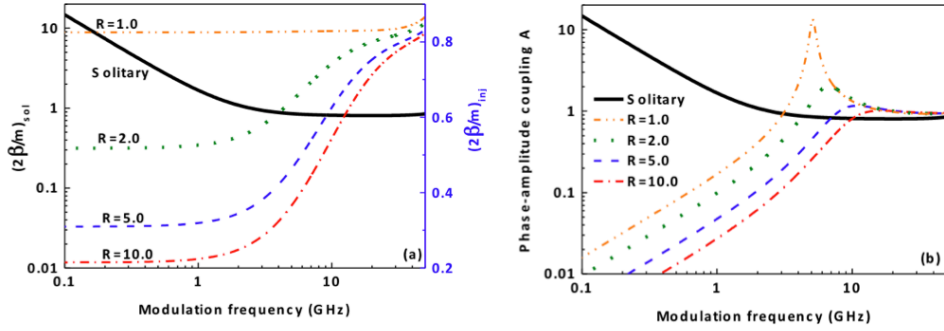 R=1.0
Solitary
R=2.0
R=5.0
R=10.0
(a)
10
1
0.1
0.01
0.8
0.6
0.4
0.2
0.1
1
10
(2β/m)sol
(2β/m)inj
Modulation frequency (GHz)
Solitary
R=1.0
R=2.0
R=5.0
R=10.0
(b)
10
1
0.1
0.01
0.1
1
10
Phase-amplitude coupling A
Modulation frequency (GHz)